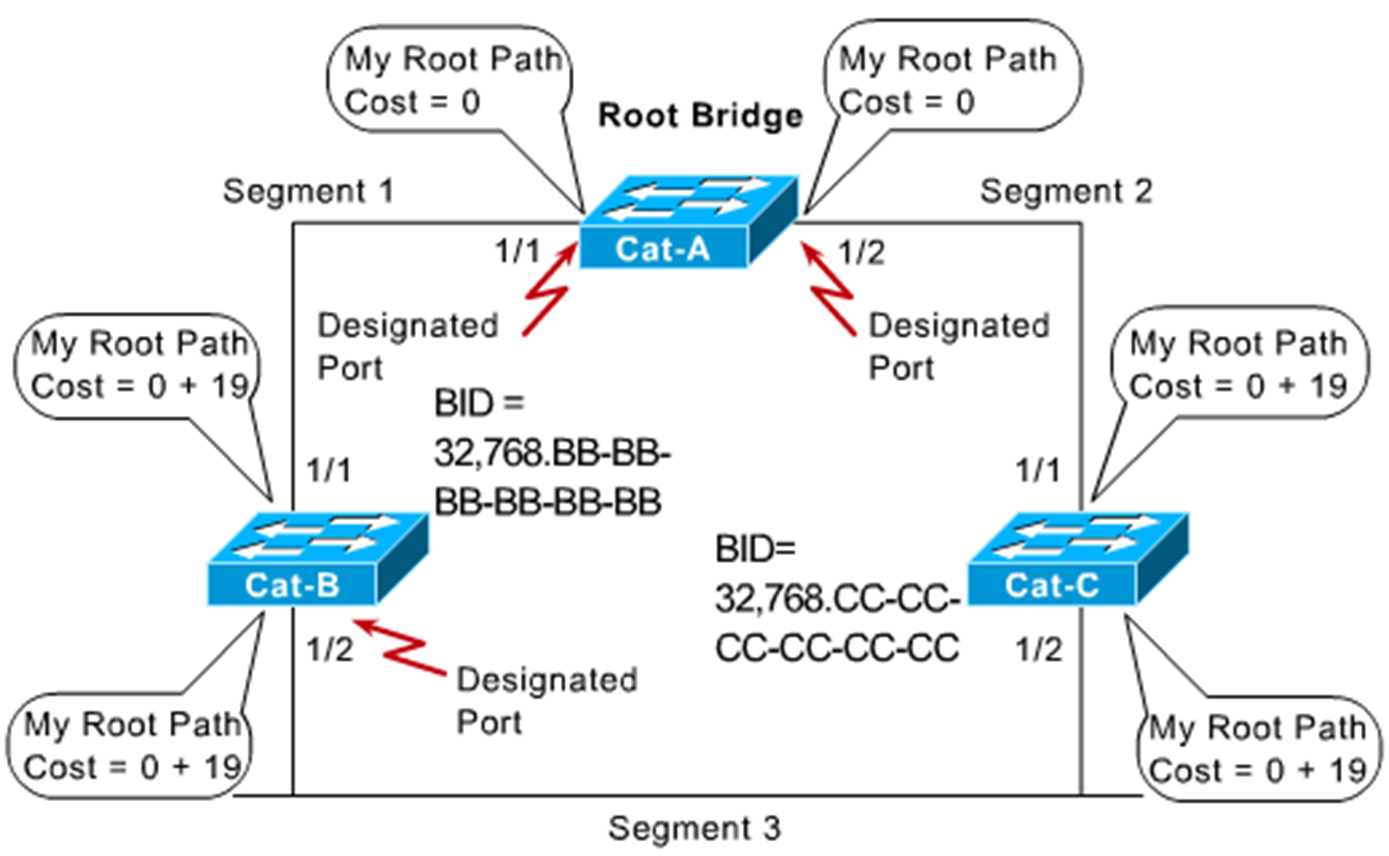 My Root Path
Cost = 0
My Root Path
Cost = 0
Root Bridge
Segment 1
Segment 2
1/1
Cat-A
1/2
Designated
Port
Designated
Port
My Root Path
Cost = 0 + 19
My Root Path
Cost = 0 + 19
BID =
32,768.BB-BB-
BB-BB-BB-BB
1/1
1/1
BID=
32,768.CC-CC-
CC-CC-CC-CC
Cat-B
Cat-C
1/2
1/2
Designated
Port
My Root Path
Cost = 0 + 19
My Root Path
Cost = 0 + 19
Segment 3